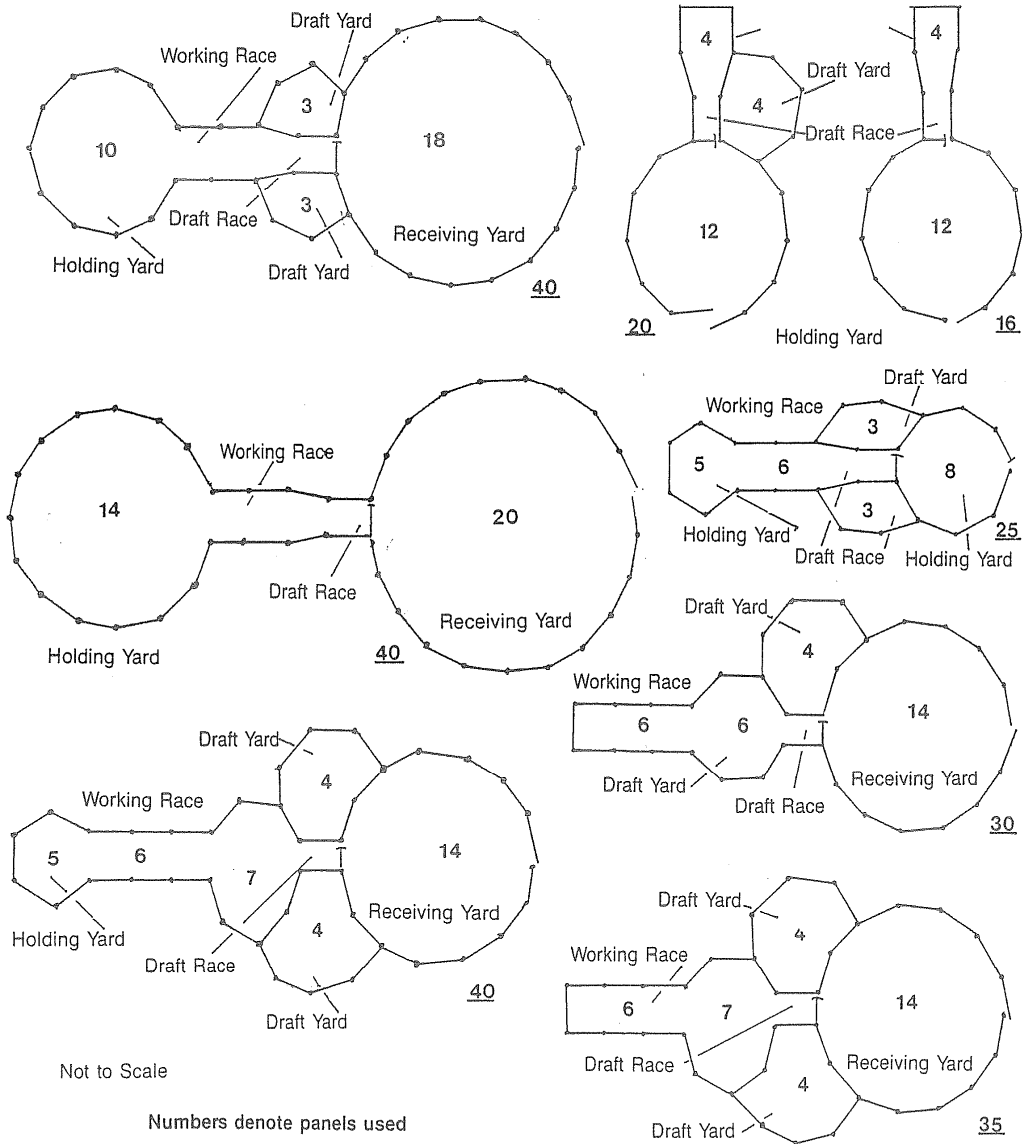 Draft Yard
Working Race
3
10
18
3
Draft Race
Receiving Yard
Holding Yard
Draft Yard
40
4
4
Draft Yard
4
Draft Race
12
12
20
16
Holding Yard
Working Race
14
20
Draft Race
Receiving Yard
Holding Yard
40
Draft Yard
Working Race
3
5
6
8
3
Holding Yard
25
Draft Race
Holding Yard
Draft Yard
4
Working Race
6
6
14
Draft Yard
Receiving Yard
Draft Race
30
Draft Yard
4
Working Race
5
6
7
14
Receiving Yard
Holding Yard
4
Draft Race
40
Draft Yard
Draft Yard
4
Working Race
6
7
14
Draft Race
Receiving Yard
4
Draft Yard
35
Not to Scale
Numbers denote panels used